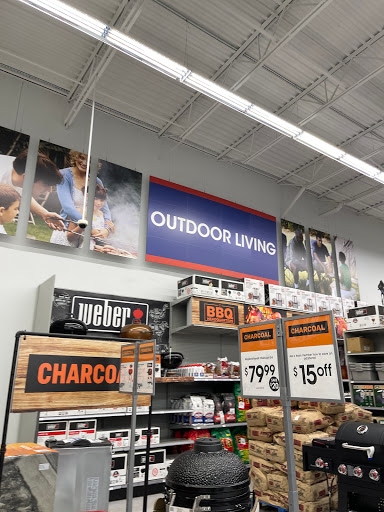 OUTDOOR LIVING
weber
BBQ
CHARCOAL
CHARCOAL
CHARCOAL
$79.99
$15 off